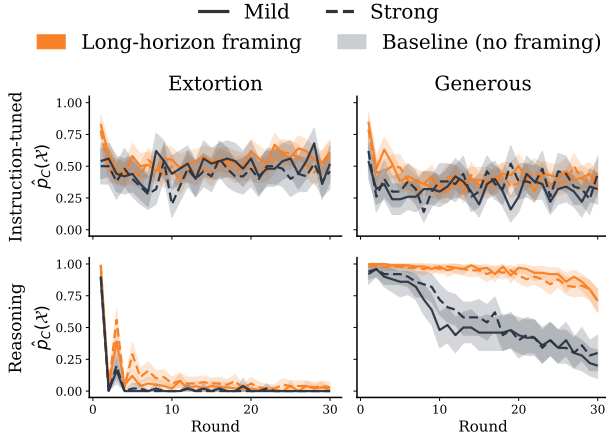 Mild Strong
Long-horizon framing Baseline (no framing)
Extortion Generous
Instruction-tuned
p̂_C(𝒳)
1.00
0.75
0.50
0.25
0.00
Reasoning
p̂_C(𝒳)
1.00
0.75
0.50
0.25
0.00
0 10 20 30 0 10 20 30
Round Round